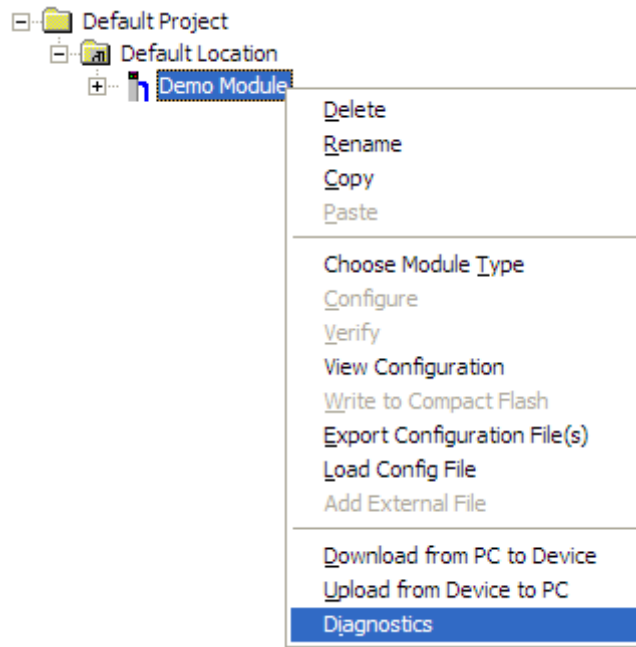 Default Project
Default Location
Demo Module
Delete
Rename
Copy
Paste
Choose Module Type
Configure
Verify
View Configuration
Write to Compact Flash
Export Configuration File(s)
Load Config File
Add External File
Download from PC to Device
Upload from Device to PC
Diagnostics